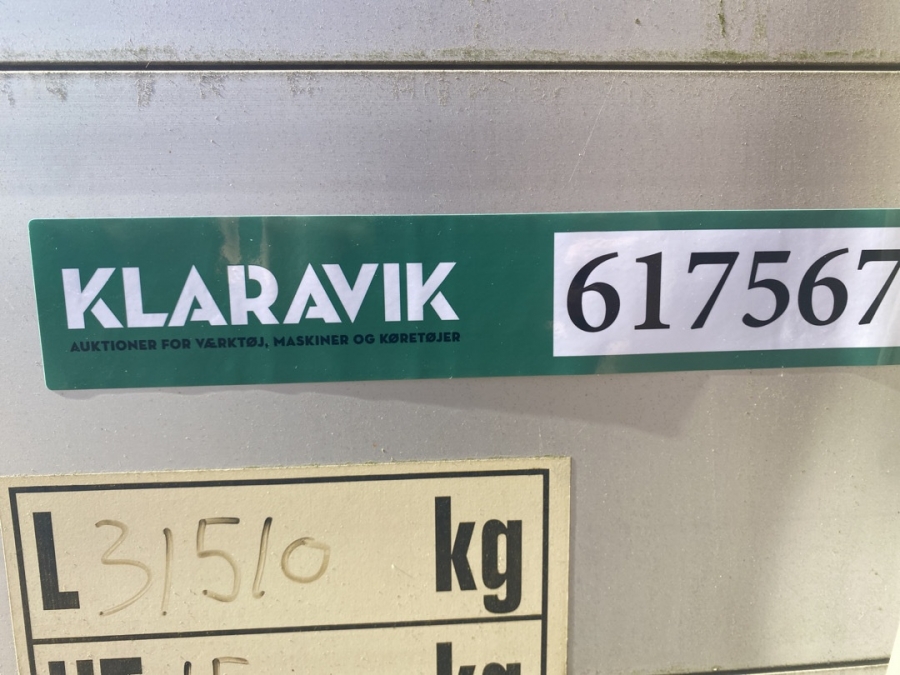 KLARAVIK
AUKTIONER FOR VÆRKTØJ, MASKINER OG KØRETØJER
617567
L 31510 kg
kg